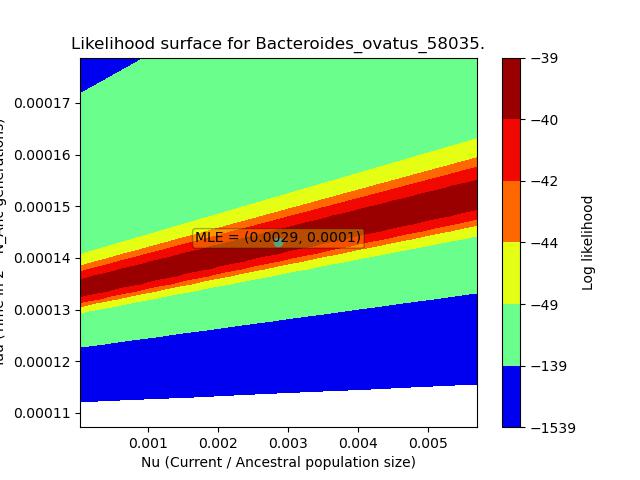 Likelihood surface for Bacteroides_ovatus_58035.
0.00017
0.00016
0.00015
0.00014
0.00013
0.00012
0.00011
MLE = (0.0029, 0.0001)
0.001 0.002 0.003 0.004 0.005
Nu (Current / Ancestral population size)
−39
−40
−42
−44
−49
−139
−1539
Log likelihood